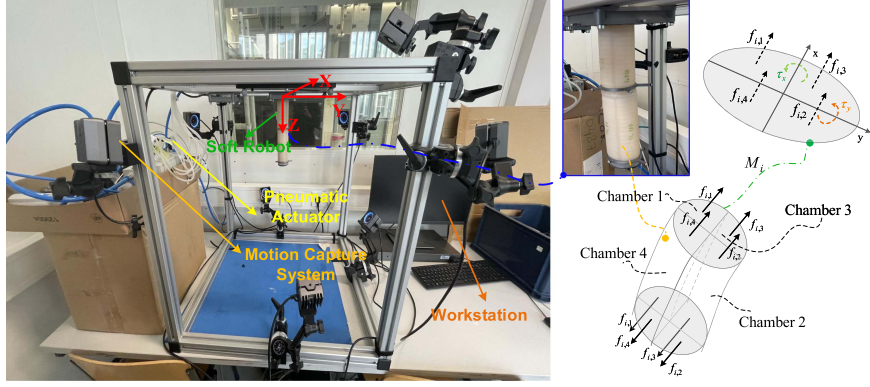 X
Y
Z
Soft Robot
Pneumatic
Actuator
Motion Capture
System
Workstation
f_{i,1}
x
f_{i,3}
τ_x
f_{i,4}
f_{i,2}
τ_y
y
M_i
Chamber 1
f_{i,1}
Chamber 3
f_{i,4}
f_{i,3}
f_{i,2}
Chamber 4
Chamber 2
f_{i,1}
f_{i,4}
f_{i,3}
f_{i,2}